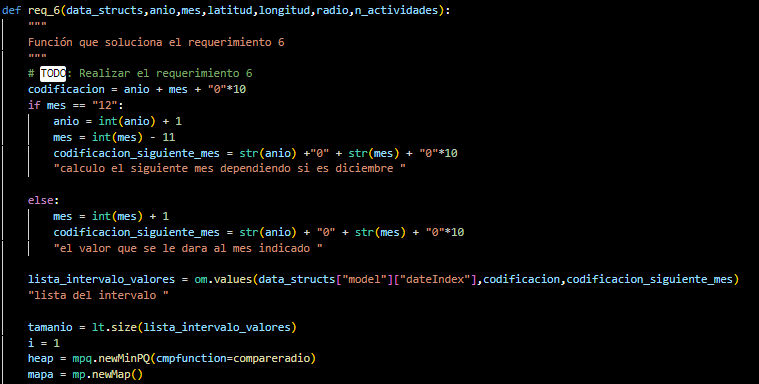 def req_6(data_structs,anio,mes,latitud,longitud,radio,n_actividades):
"""
Función que soluciona el requerimiento 6
"""
# TODO: Realizar el requerimiento 6
codificacion = anio + mes + "0"*10
if mes == "12":
anio = int(anio) + 1
mes = int(mes) - 11
codificacion_siguiente_mes = str(anio) +"0" + str(mes) + "0"*10
"calculo el siguiente mes dependiendo si es diciembre "
else:
mes = int(mes) + 1
codificacion_siguiente_mes = str(anio) + "0" + str(mes) + "0"*10
"el valor que se le dara al mes indicado "
lista_intervalo_valores = om.values(data_structs["model"]["dateIndex"],codificacion,codificacion_siguiente_mes)
"lista del intervalo "
tamanio = lt.size(lista_intervalo_valores)
i = 1
heap = mpq.newMinPQ(cmpfunction=compareradio)
mapa = mp.newMap()